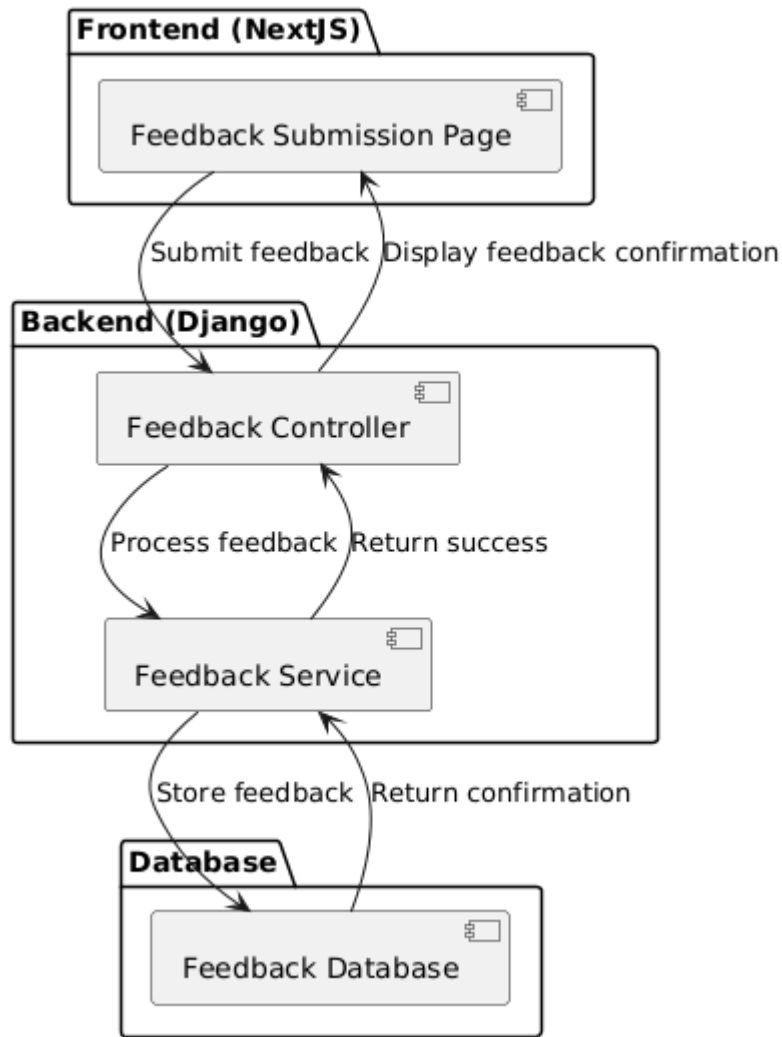 Frontend (NextJS)
Feedback Submission Page
Submit feedback
Display feedback confirmation
Backend (Django)
Feedback Controller
Process feedback
Return success
Feedback Service
Store feedback
Return confirmation
Database
Feedback Database